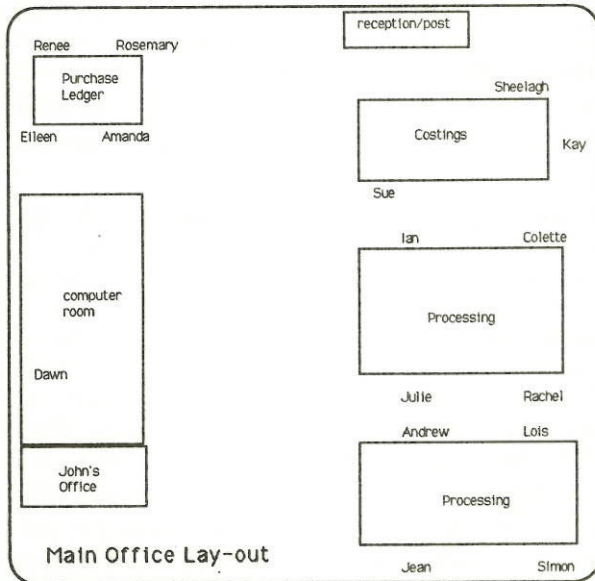 reception/post
Renee Rosemary
Purchase
Ledger
Eileen Amanda
Sheelagh
Costings
Kay
Sue
Ian Colette
Processing
Julie Rachel
computer
room
Dawn
John's
Office
Andrew Lois
Processing
Jean Simon
Main Office Lay-out